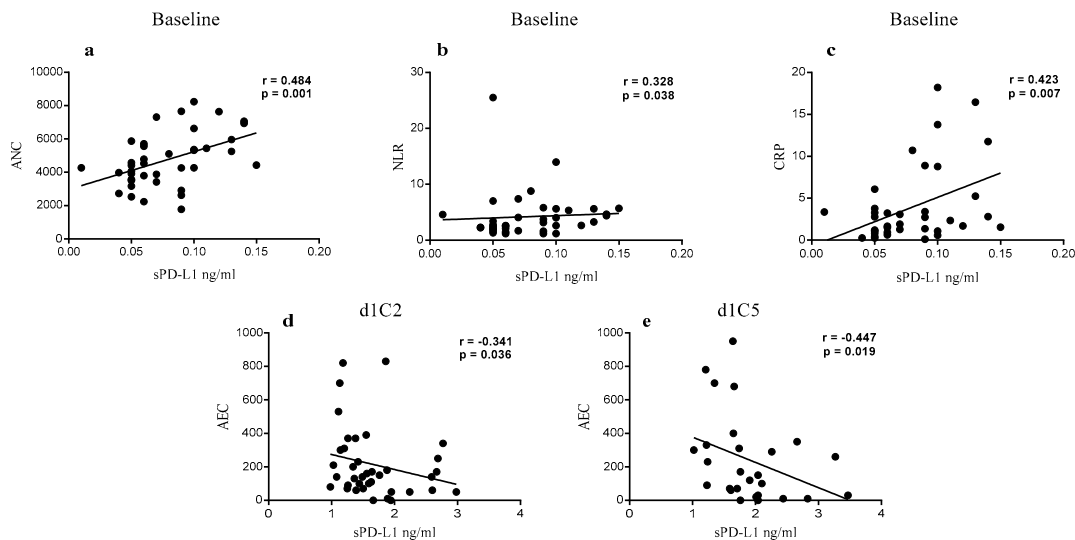 Baseline
a
r = 0.484
p = 0.001
ANC
10000
8000
6000
4000
2000
0
0.00 0.05 0.10 0.15 0.20
sPD-L1 ng/ml
Baseline
b
r = 0.328
p = 0.038
NLR
30
20
10
0
0.00 0.05 0.10 0.15 0.20
sPD-L1 ng/ml
Baseline
c
r = 0.423
p = 0.007
CRP
20
15
10
5
0
0.00 0.05 0.10 0.15 0.20
sPD-L1 ng/ml
d1C2
d
r = -0.341
p = 0.036
AEC
1000
800
600
400
200
0
0 1 2 3 4
sPD-L1 ng/ml
d1C5
e
r = -0.447
p = 0.019
AEC
1000
800
600
400
200
0
0 1 2 3 4
sPD-L1 ng/ml